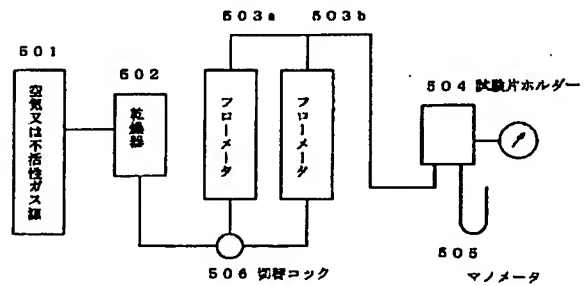 503a 503b
501
502
504 試験片ホルダー
空気又は不活性ガス源
乾燥器
フローメータ
フローメータ
506 切替コック
505
マノメータ